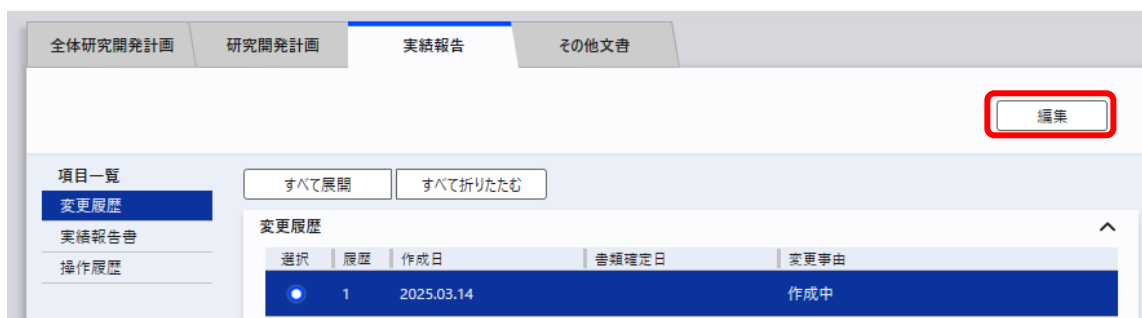 全体研究開発計画 研究開発計画 実績報告 その他文書
編集
項目一覧
変更履歴
実績報告書
操作履歴
すべて展開 すべて折りたたむ
変更履歴
選択 履歴 作成日 書類確定日 変更事由
1 2025.03.14 作成中